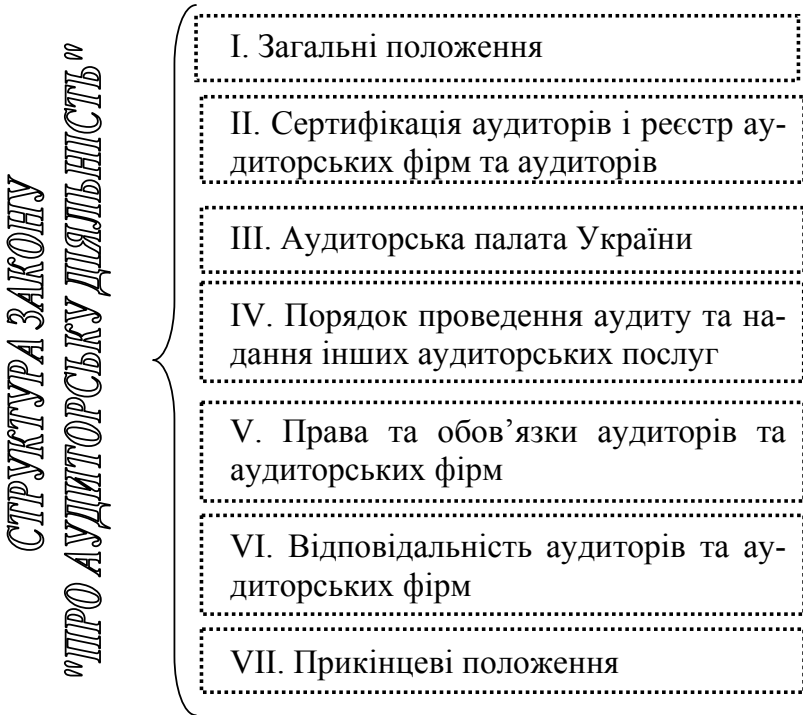 СТРУКТУРА ЗАКОНУ
"ПРО АУДИТОРСЬКУ ДІЯЛЬНІСТЬ"
I. Загальні положення
II. Сертифікація аудиторів і реєстр ау-
диторських фірм та аудиторів
III. Аудиторська палата України
IV. Порядок проведення аудиту та на-
дання інших аудиторських послуг
V. Права та обов’язки аудиторів та
аудиторських фірм
VI. Відповідальність аудиторів та ау-
диторських фірм
VII. Прикінцеві положення